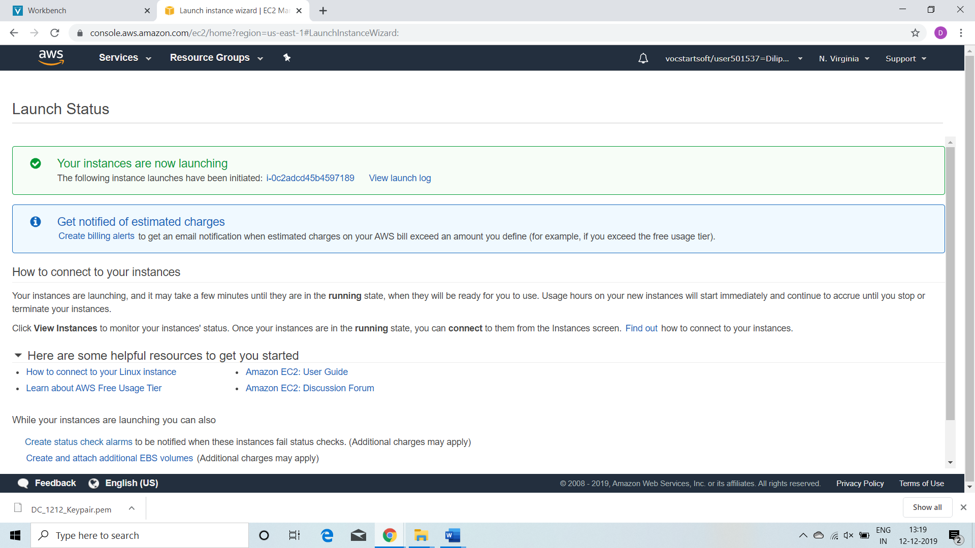 Workbench
Launch instance wizard | EC2 Ma
console.aws.amazon.com/ec2/home?region=us-east-1#LaunchInstanceWizard:
D
aws Services Resource Groups vocstartsoft/user501537=Dilip... N. Virginia Support
Launch Status
Your instances are now launching
The following instance launches have been initiated: i-0c2adcd45b4597189 View launch log
Get notified of estimated charges
Create billing alerts to get an email notification when estimated charges on your AWS bill exceed an amount you define (for example, if you exceed the free usage tier).
How to connect to your instances
Your instances are launching, and it may take a few minutes until they are in the running state, when they will be ready for you to use. Usage hours on your new instances will start immediately and continue to accrue until you stop or
terminate your instances.
Click View Instances to monitor your instances' status. Once your instances are in the running state, you can connect to them from the Instances screen. Find out how to connect to your instances.
Here are some helpful resources to get you started
• How to connect to your Linux instance • Amazon EC2: User Guide
• Learn about AWS Free Usage Tier • Amazon EC2: Discussion Forum
While your instances are launching you can also
Create status check alarms to be notified when these instances fail status checks. (Additional charges may apply)
Create and attach additional EBS volumes (Additional charges may apply)
Feedback English (US) © 2008 - 2019, Amazon Web Services, Inc. or its affiliates. All rights reserved. Privacy Policy Terms of Use
DC_1212_Keypair.pem Show all
Type here to search
ENG 13:19
IN 12-12-2019 2